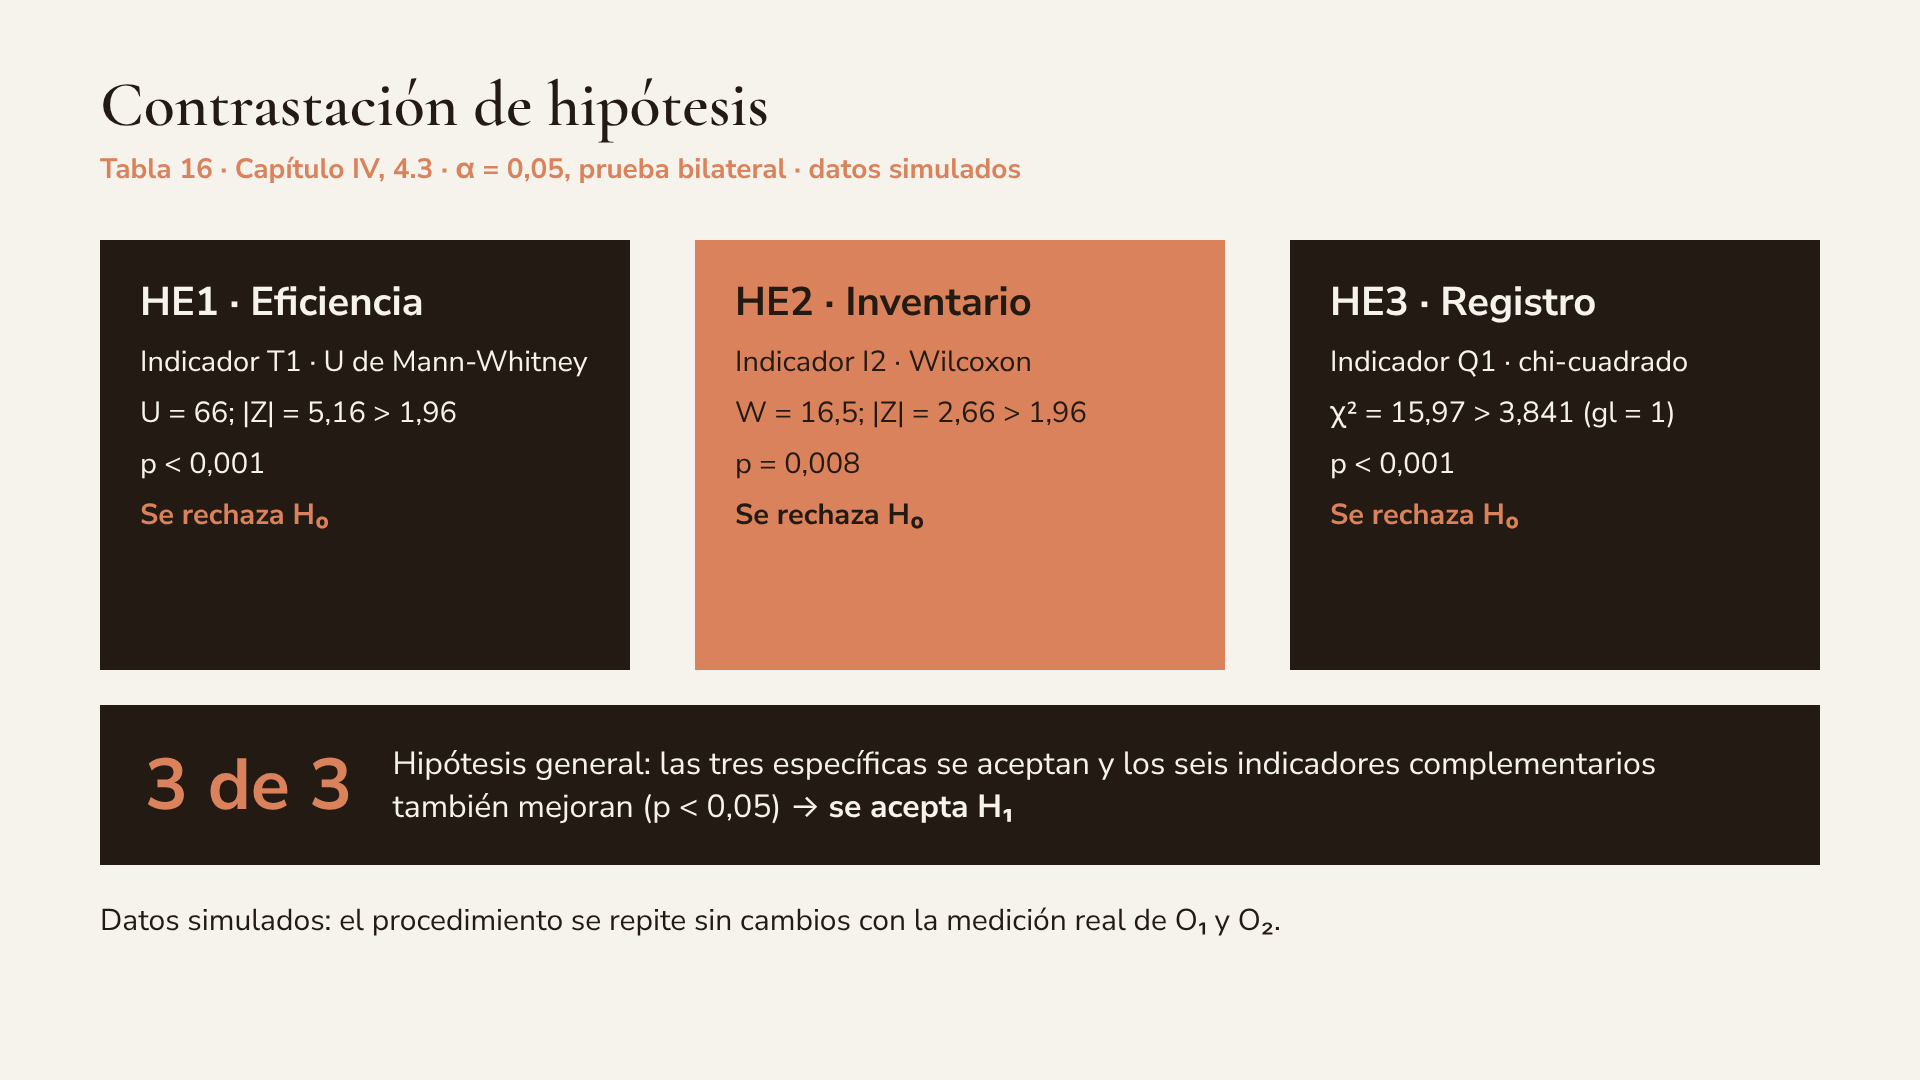 Contrastación de hipótesis
Tabla 16 · Capítulo IV, 4.3 · α = 0,05, prueba bilateral · datos simulados
HE1 · Eficiencia
Indicador T1 · U de Mann-Whitney
U = 66; |Z| = 5,16 > 1,96
p < 0,001
Se rechaza H₀
HE2 · Inventario
Indicador I2 · Wilcoxon
W = 16,5; |Z| = 2,66 > 1,96
p = 0,008
Se rechaza H₀
HE3 · Registro
Indicador Q1 · chi-cuadrado
χ² = 15,97 > 3,841 (gl = 1)
p < 0,001
Se rechaza H₀
3 de 3
Hipótesis general: las tres específicas se aceptan y los seis indicadores complementarios
también mejoran (p < 0,05) → se acepta H₁
Datos simulados: el procedimiento se repite sin cambios con la medición real de O₁ y O₂.